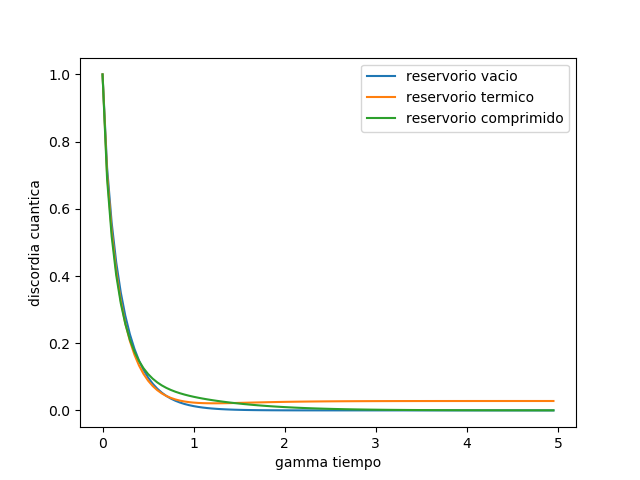 1.0
0.8
0.6
0.4
0.2
0.0
discordia cuantica
reservorio vacio
reservorio termico
reservorio comprimido
0 1 2 3 4 5
gamma tiempo